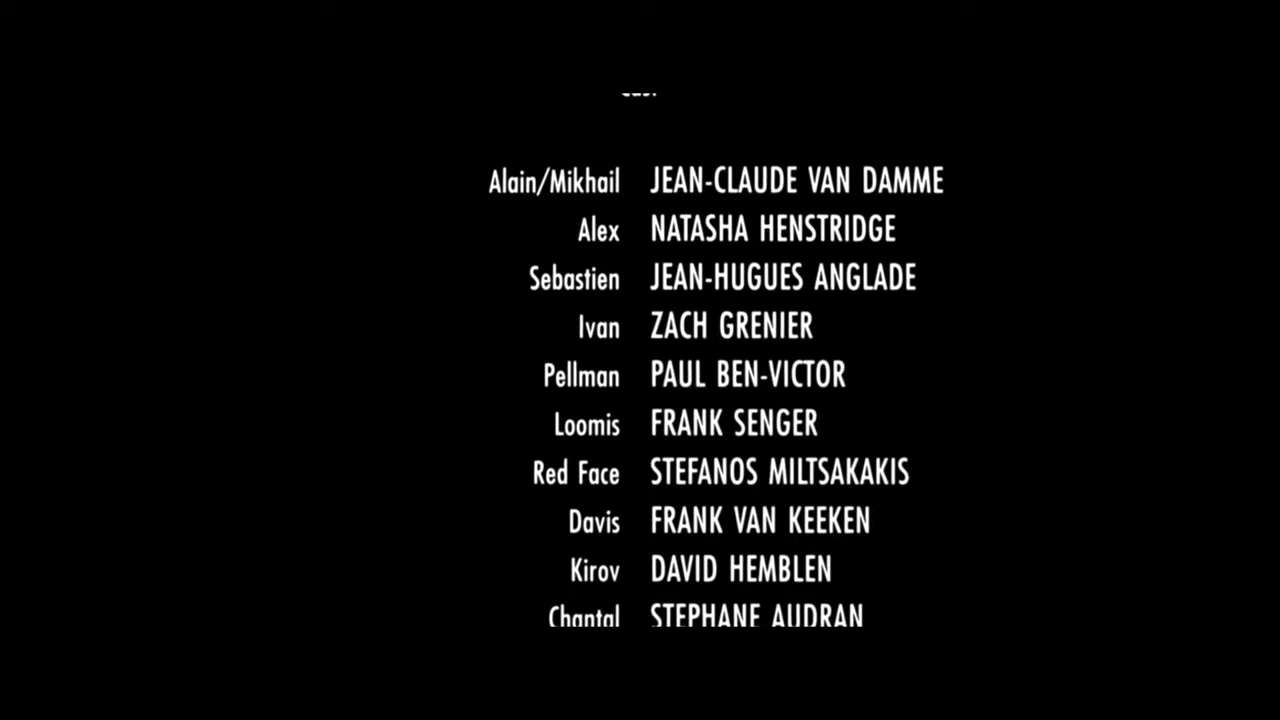 Alain/Mikhail JEAN-CLAUDE VAN DAMME
Alex NATASHA HENSTRIDGE
Sebastien JEAN-HUGUES ANGLADE
Ivan ZACH GRENIER
Pellman PAUL BEN-VICTOR
Loomis FRANK SENGER
Red Face STEFANOS MILTSAKAKIS
Davis FRANK VAN KEEKEN
Kirov DAVID HEMBLEN
Chantal STEPHANE AUDRAN